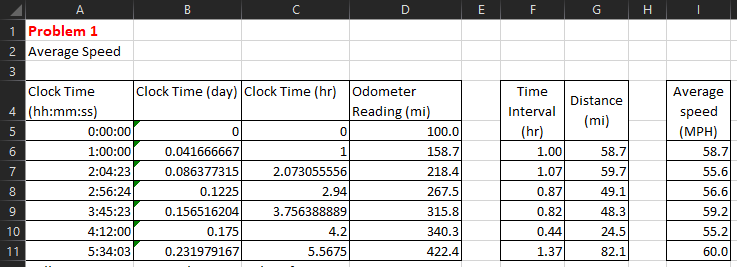 A B C D E F G H I
1 Problem 1
2 Average Speed
3
4 Clock Time (hh:mm:ss) Clock Time (day) Clock Time (hr) Odometer Reading (mi) Time Interval (hr) Distance (mi) Average speed (MPH)
5 0:00:00 0 0 100.0
6 1:00:00 0.041666667 1 158.7 1.00 58.7 58.7
7 2:04:23 0.086377315 2.073055556 218.4 1.07 59.7 55.6
8 2:56:24 0.1225 2.94 267.5 0.87 49.1 56.6
9 3:45:23 0.156516204 3.756388889 315.8 0.82 48.3 59.2
10 4:12:00 0.175 4.2 340.3 0.44 24.5 55.2
11 5:34:03 0.231979167 5.5675 422.4 1.37 82.1 60.0